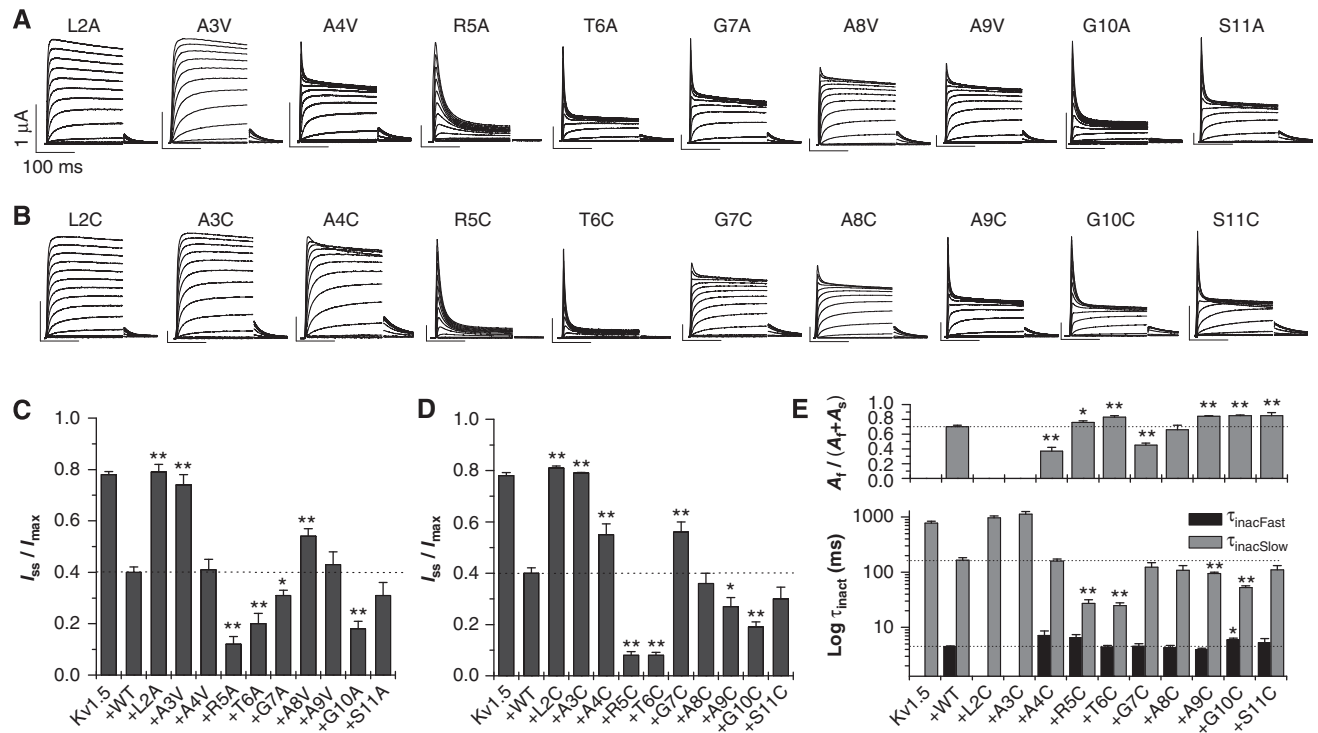 A
L2A A3V A4V R5A T6A G7A A8V A9V G10A S11A
1 μA
100 ms
B
L2C A3C A4C R5C T6C G7C A8C A9C G10C S11C
C
Iss / Imax
1.0
0.8
0.6
0.4
0.2
0.0
** ** ** ** * ** **
Kv1.5 +WT +L2A +A3V +A4V +R5A +T6A +G7A +A8V +A9V +G10A +S11A
D
Iss / Imax
1.0
0.8
0.6
0.4
0.2
0.0
** ** ** ** ** ** * **
Kv1.5 +WT +L2C +A3C +A4C +R5C +T6C +G7C +A8C +A9C +G10C +S11C
E
Af / (Af+As)
1.0
0.8
0.6
0.4
0.2
0.0
** * ** ** ** ** **
Log τinact (ms)
1000
100
10
τinacFast
τinacSlow
** ** ** * **
Kv1.5 +WT +L2C +A3C +A4C +R5C +T6C +G7C +A8C +A9C +G10C +S11C